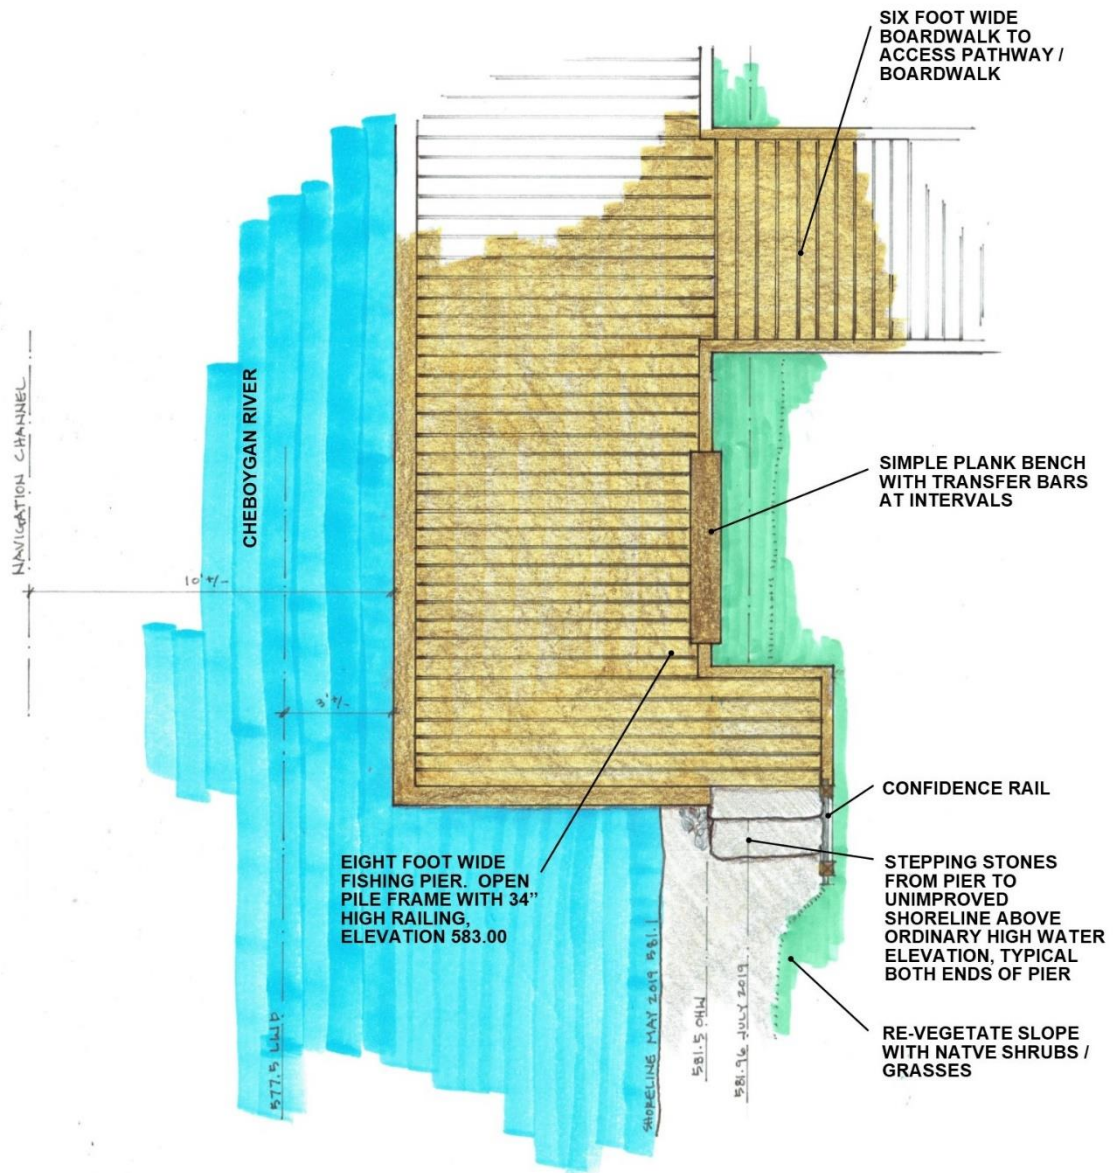 SIX FOOT WIDE
BOARDWALK TO
ACCESS PATHWAY /
BOARDWALK
NAVIGATION CHANNEL
CHEBOYGAN RIVER
SIMPLE PLANK BENCH
WITH TRANSFER BARS
AT INTERVALS
10' +/-
3' +/-
CONFIDENCE RAIL
EIGHT FOOT WIDE
FISHING PIER. OPEN
PILE FRAME WITH 34"
HIGH RAILING,
ELEVATION 583.00
STEPPING STONES
FROM PIER TO
UNIMPROVED
SHORELINE ABOVE
ORDINARY HIGH WATER
ELEVATION, TYPICAL
BOTH ENDS OF PIER
577.5 LWD
SHORELINE MAY 2019 581.1
581.5 OHW
581.96 JULY 2019
RE-VEGETATE SLOPE
WITH NATVE SHRUBS /
GRASSES